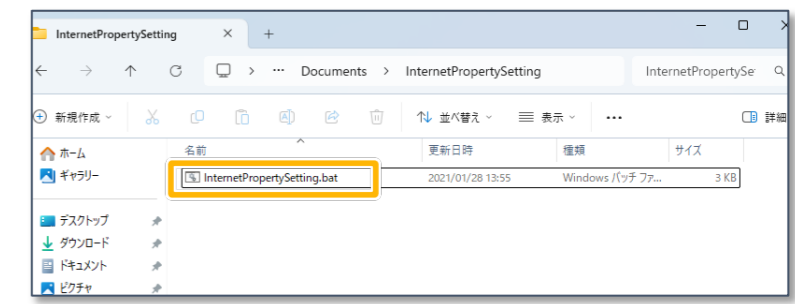 InternetPropertySetting
Documents > InternetPropertySetting
InternetPropertySe
新規作成
並べ替え
表示
詳細
名前
更新日時
種類
サイズ
InternetPropertySetting.bat
2021/01/28 13:55
Windows バッチ ファ...
3 KB
ホーム
ギャラリー
デスクトップ
ダウンロード
ドキュメント
ピクチャ